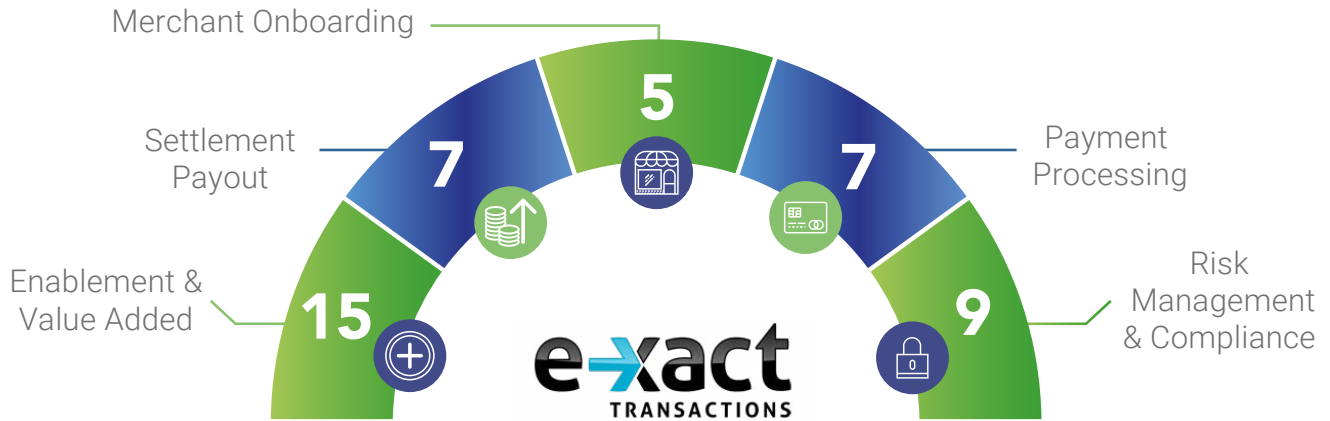 Merchant Onboarding
5
Settlement
Payout
7
7
Payment
Processing
Enablement &
Value Added
15
9
Risk
Management
& Compliance
0
e-xact
TRANSACTIONS